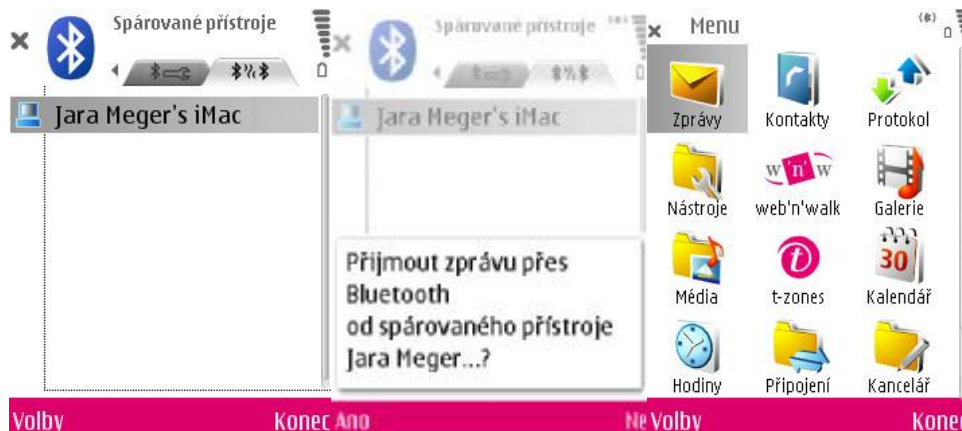 Spárované přístroje
Jara Meger's iMac
Volby
Konec
Spárované přístroje
Jara Meger's iMac
Přijmout zprávu přes
Bluetooth
od spárovaného přístroje
Jara Meger...?
Ano
Ne
Menu
Zprávy Kontakty Protokol
w'n'w
Nástroje web'n'walk Galerie
t 30
Média t-zones Kalendář
Hodiny Připojení Kancelář
Volby
Konec